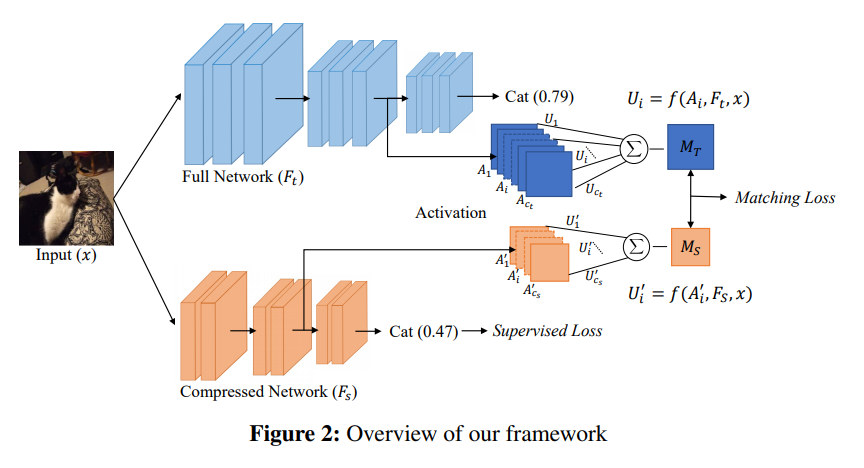 Cat (0.79)
U_i = f(A_i, F_t, x)
U_1
U_i
U_{c_t}
A_1
A_i
A_{c_t}
Σ
M_T
Full Network (F_t)
Matching Loss
Activation
Input (x)
U'_1
U'_i
U'_{c_s}
A'_1
A'_i
A'_{c_s}
Σ
M_S
U'_i = f(A'_i, F_S, x)
Cat (0.47)
Supervised Loss
Compressed Network (F_s)
Figure 2: Overview of our framework